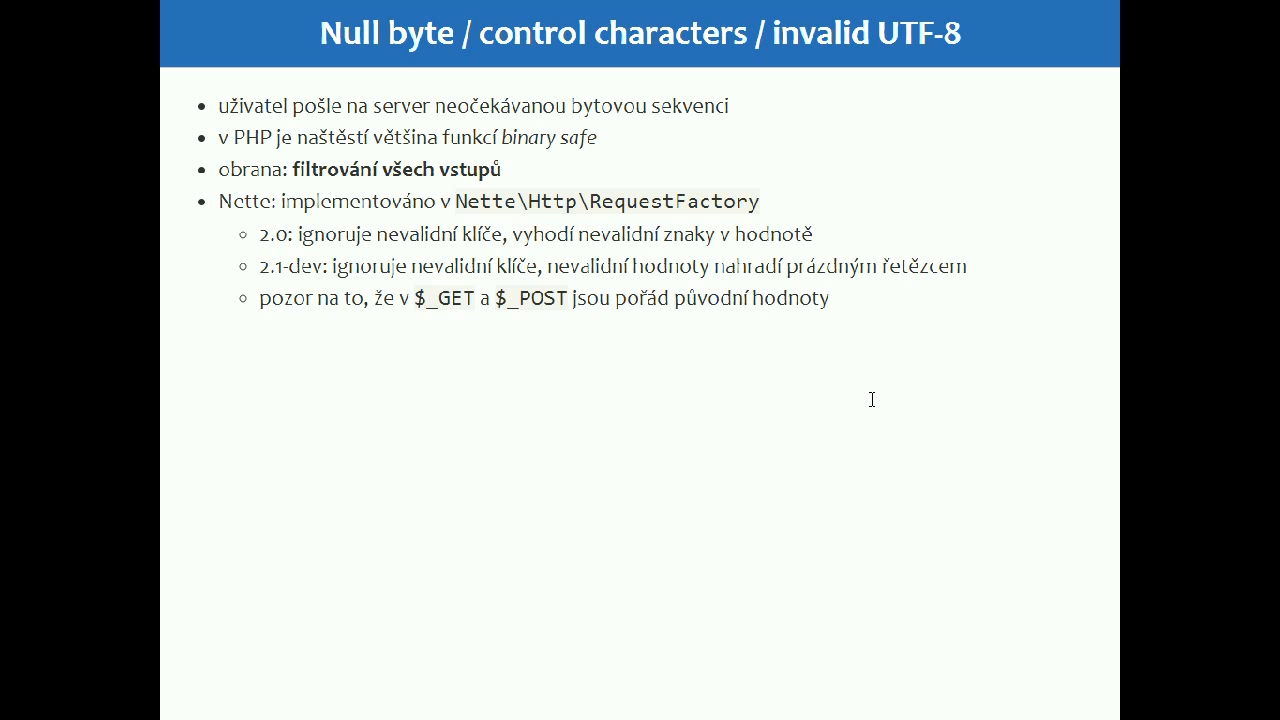 Null byte / control characters / invalid UTF-8
• uživatel pošle na server neočekávanou bytovou sekvenci
• v PHP je naštěstí většina funkcí binary safe
• obrana: filtrování všech vstupů
• Nette: implementováno v Nette\Http\RequestFactory
◦ 2.0: ignoruje nevalidní klíče, vyhodí nevalidní znaky v hodnotě
◦ 2.1-dev: ignoruje nevalidní klíče, nevalidní hodnoty nahradí prázdným řetězcem
◦ pozor na to, že v $_GET a $_POST jsou pořád původní hodnoty